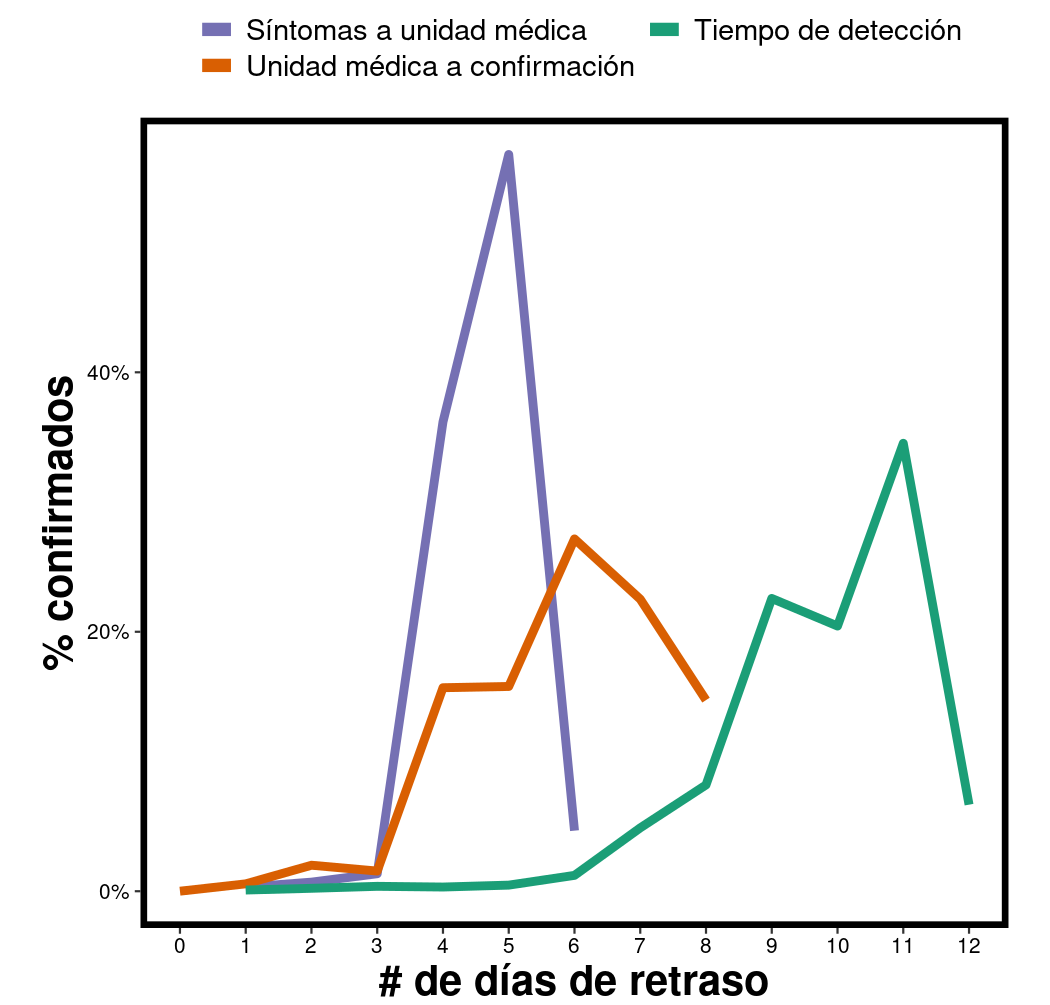 Síntomas a unidad médica
Tiempo de detección
Unidad médica a confirmación
% confirmados
40%
20%
0%
0 1 2 3 4 5 6 7 8 9 10 11 12
# de días de retraso